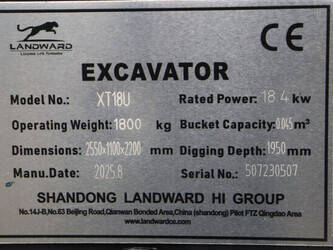 LANDWARD
CE
EXCAVATOR
Model No.: XT18U Rated Power: 18.4 kw
Operating Weight: 1800 kg Bucket Capacity: 0.045 m³
Dimensions: 2550×1100×2200 mm Digging Depth: 1950 mm
Manu.Date: 2025.8 Serial No.: 507230507
SHANDONG LANDWARD HI GROUP
No.14J-B,No.63 Beijing Road,Qianwan Bonded Area,China (shandong) Pilot FTZ Qingdao Area
www.landwardce.com